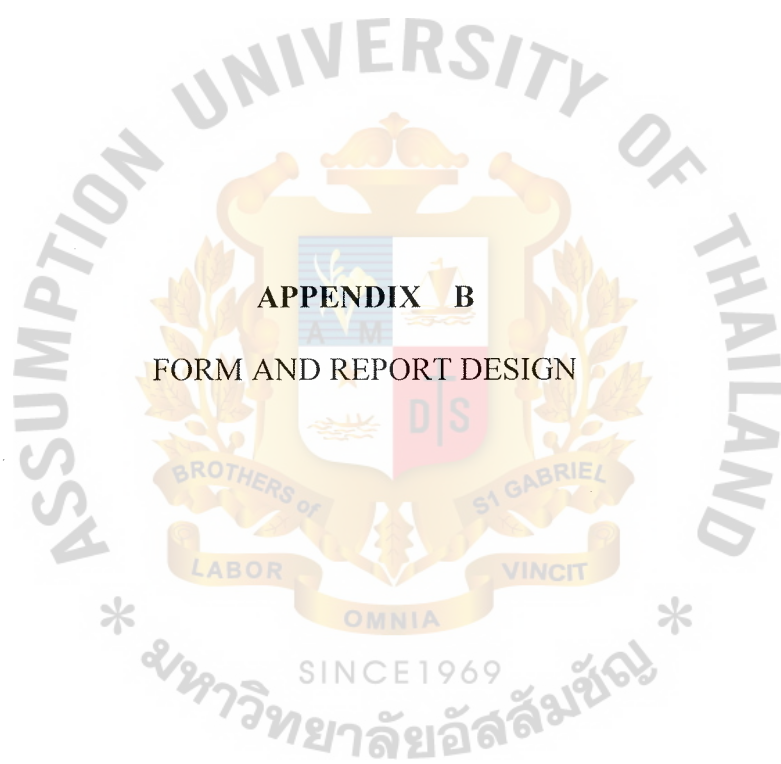 ASSUMPTION UNIVERSITY OF THAILAND
APPENDIX B
A M
FORM AND REPORT DESIGN
D S
BROTHERS of S1 GABRIEL
LABOR VINCIT
OMNIA
* *
SINCE1969
มหาวิทยาลัยอัสสัมชัญ